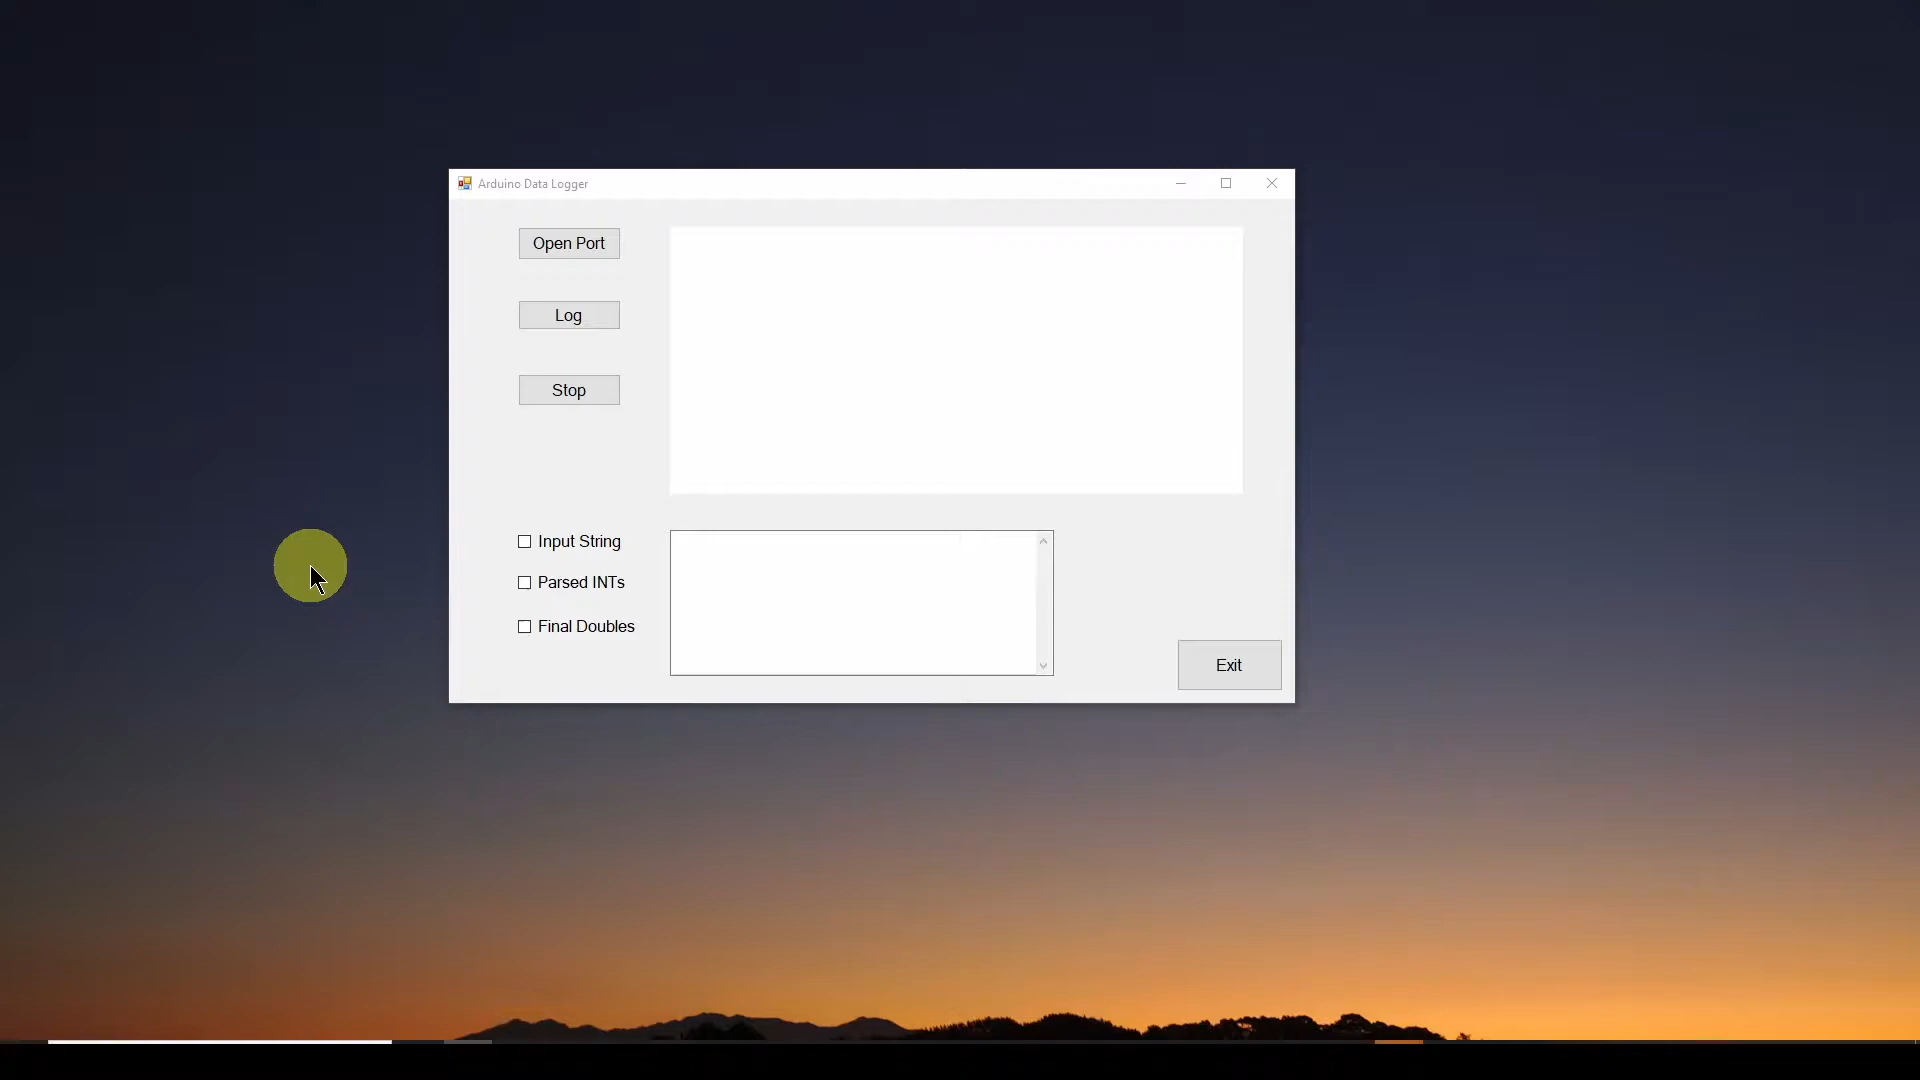 Arduino Data Logger
Open Port
Log
Stop
Input String
Parsed INTs
Final Doubles
Exit